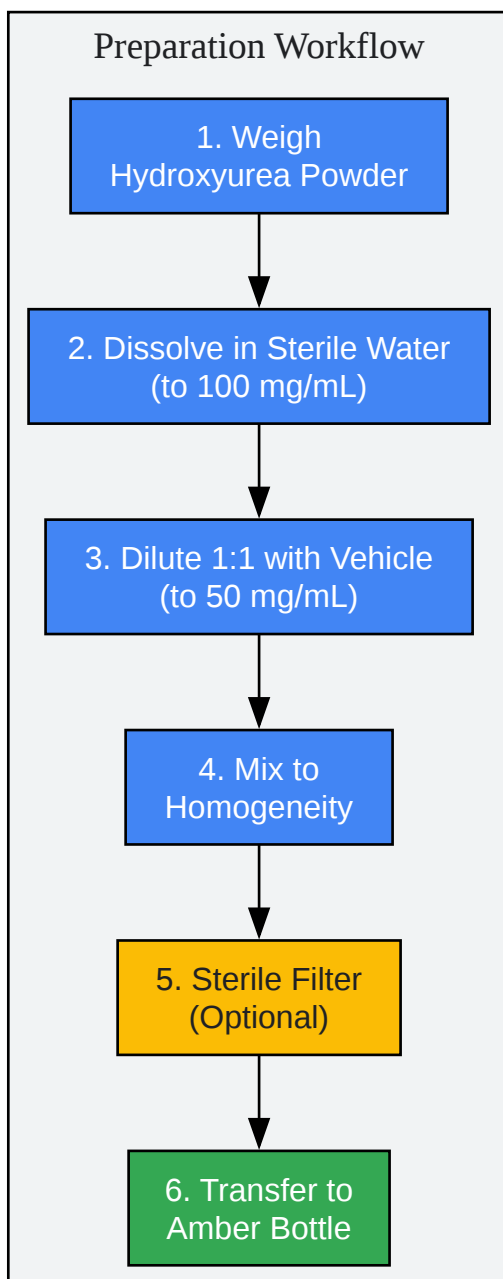 Preparation Workflow
1. Weigh
Hydroxyurea Powder
2. Dissolve in Sterile Water
(to 100 mg/mL)
3. Dilute 1:1 with Vehicle
(to 50 mg/mL)
4. Mix to
Homogeneity
5. Sterile Filter
(Optional)
6. Transfer to
Amber Bottle